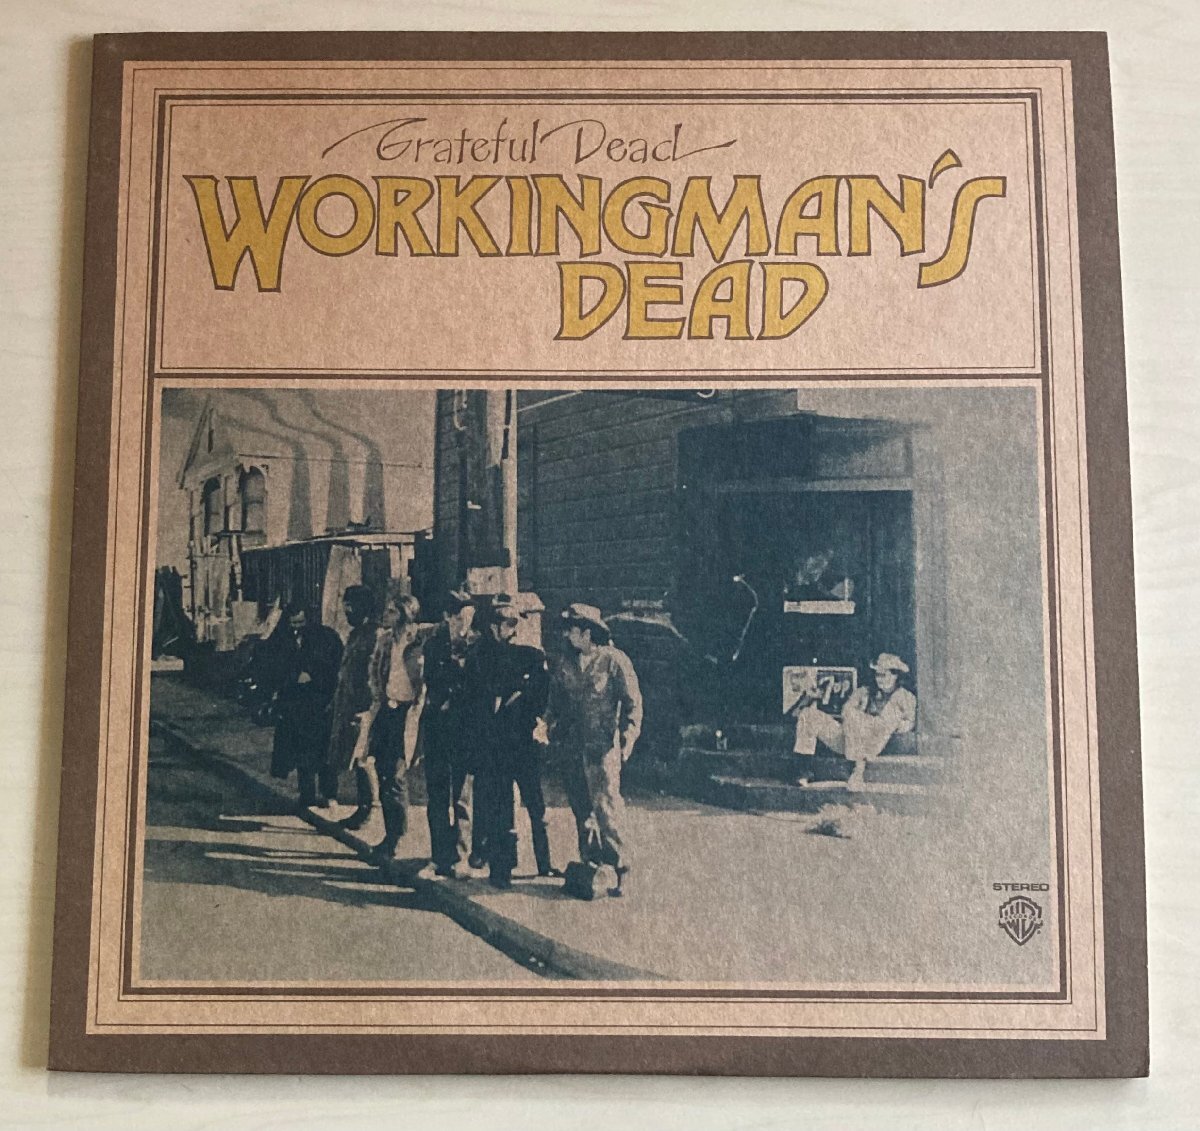 Grateful Dead
WORKINGMAN'S
DEAD
STEREO